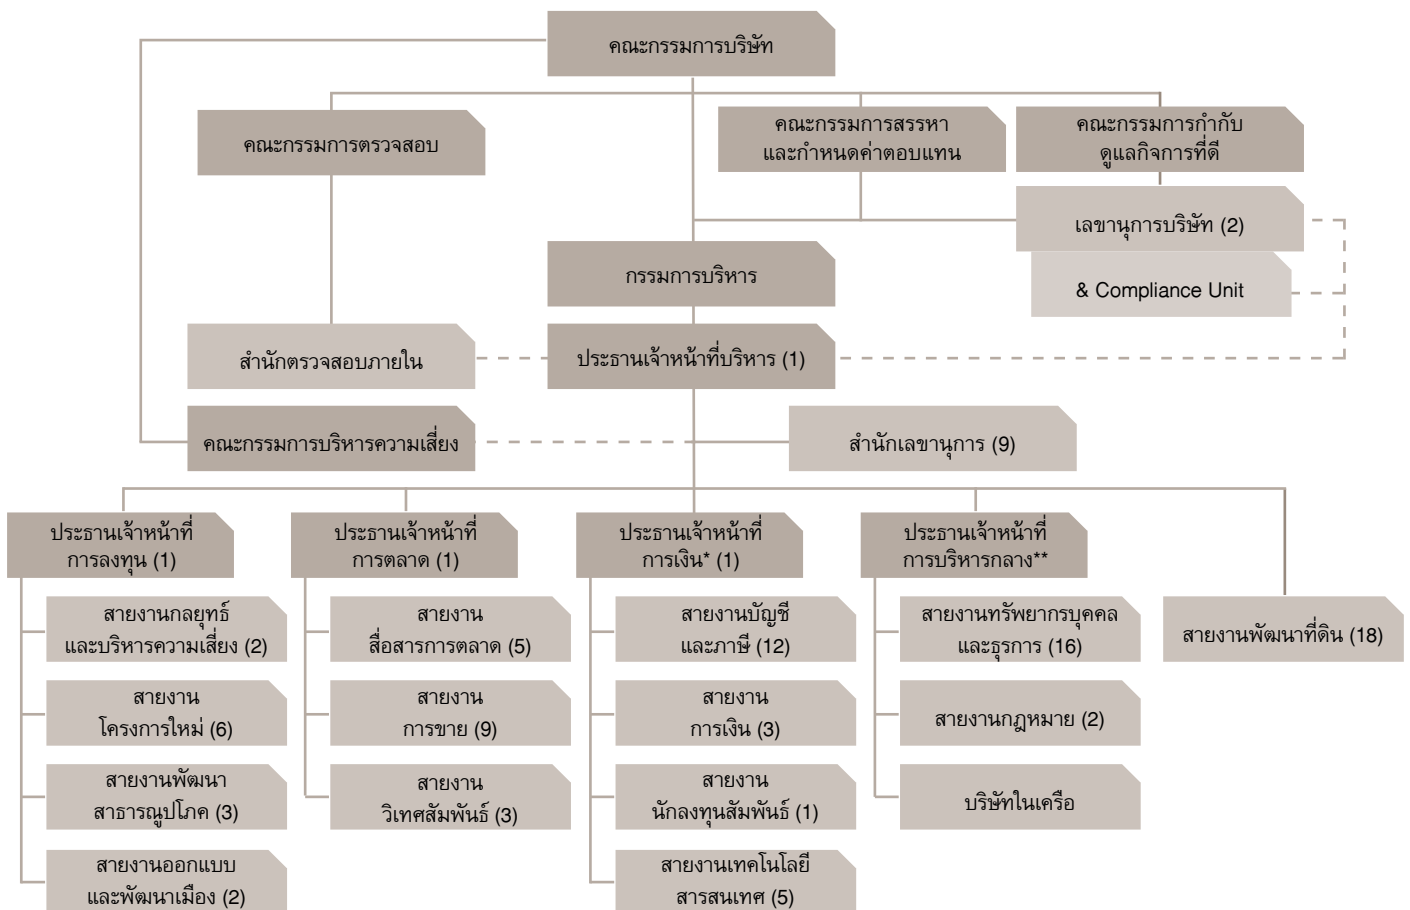 คณะกรรมการบริษัท
คณะกรรมการตรวจสอบ
คณะกรรมการสรรหา
และกำหนดค่าตอบแทน
คณะกรรมการกำกับ
ดูแลกิจการที่ดี
เลขานุการบริษัท (2)
& Compliance Unit
กรรมการบริหาร
สำนักตรวจสอบภายใน
ประธานเจ้าหน้าที่บริหาร (1)
คณะกรรมการบริหารความเสี่ยง
สำนักเลขานุการ (9)
ประธานเจ้าหน้าที่
การลงทุน (1)
สายงานกลยุทธ์
และบริหารความเสี่ยง (2)
สายงาน
โครงการใหม่ (6)
สายงานพัฒนา
สาธารณูปโภค (3)
สายงานออกแบบ
และพัฒนาเมือง (2)
ประธานเจ้าหน้าที่
การตลาด (1)
สายงาน
สื่อสารการตลาด (5)
สายงาน
การขาย (9)
สายงาน
วิเทศสัมพันธ์ (3)
ประธานเจ้าหน้าที่
การเงิน* (1)
สายงานบัญชี
และภาษี (12)
สายงาน
การเงิน (3)
สายงาน
นักลงทุนสัมพันธ์ (1)
สายงานเทคโนโลยี
สารสนเทศ (5)
ประธานเจ้าหน้าที่
การบริหารกลาง**
สายงานทรัพยากรบุคคล
และธุรการ (16)
สายงานกฎหมาย (2)
บริษัทในเครือ
สายงานพัฒนาที่ดิน (18)